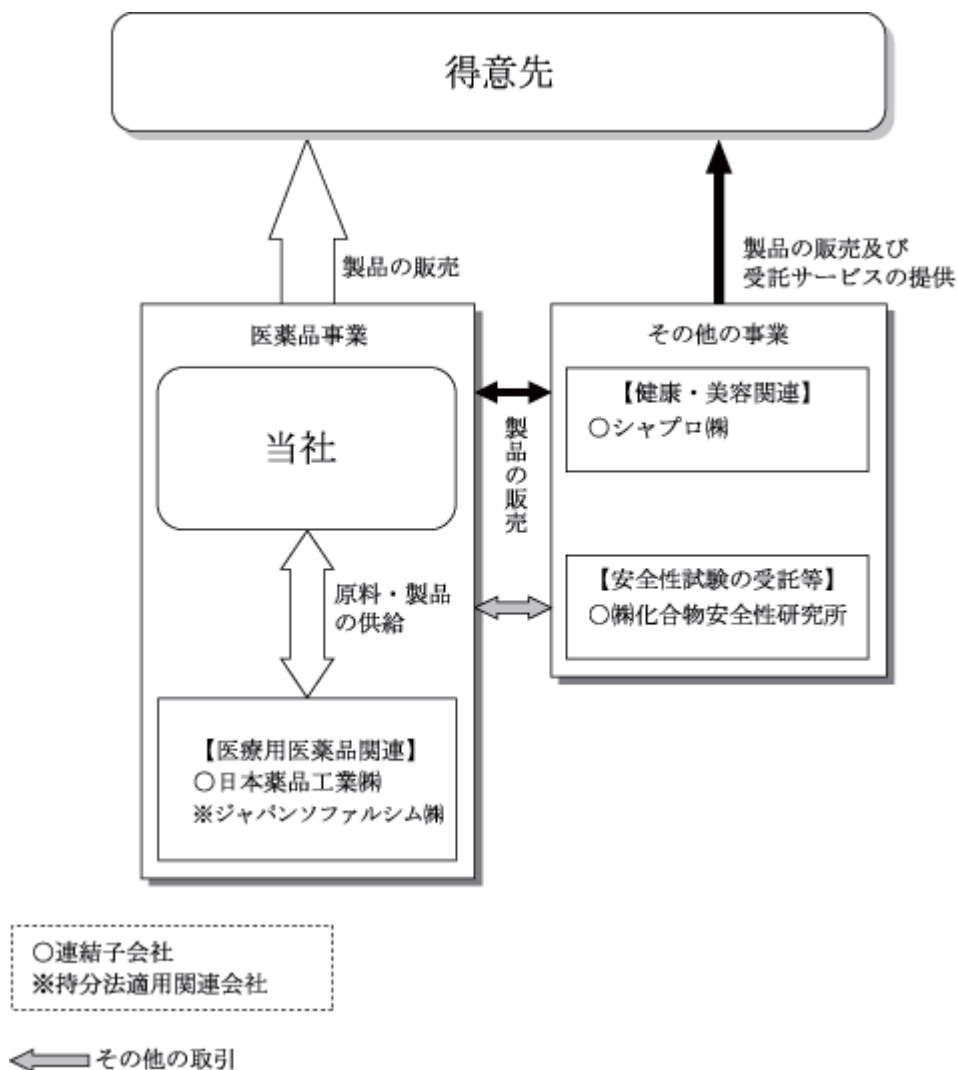 得意先
製品の販売
製品の販売及び
受託サービスの提供
医薬品事業
当社
原料・製品
の供給
【医療用医薬品関連】
○日本薬品工業㈱
※ジャパンソファルシム㈱
製品の販売
その他の事業
【健康・美容関連】
○シャプロ㈱
【安全性試験の受託等】
○㈱化合物安全性研究所
○連結子会社
※持分法適用関連会社
その他の取引